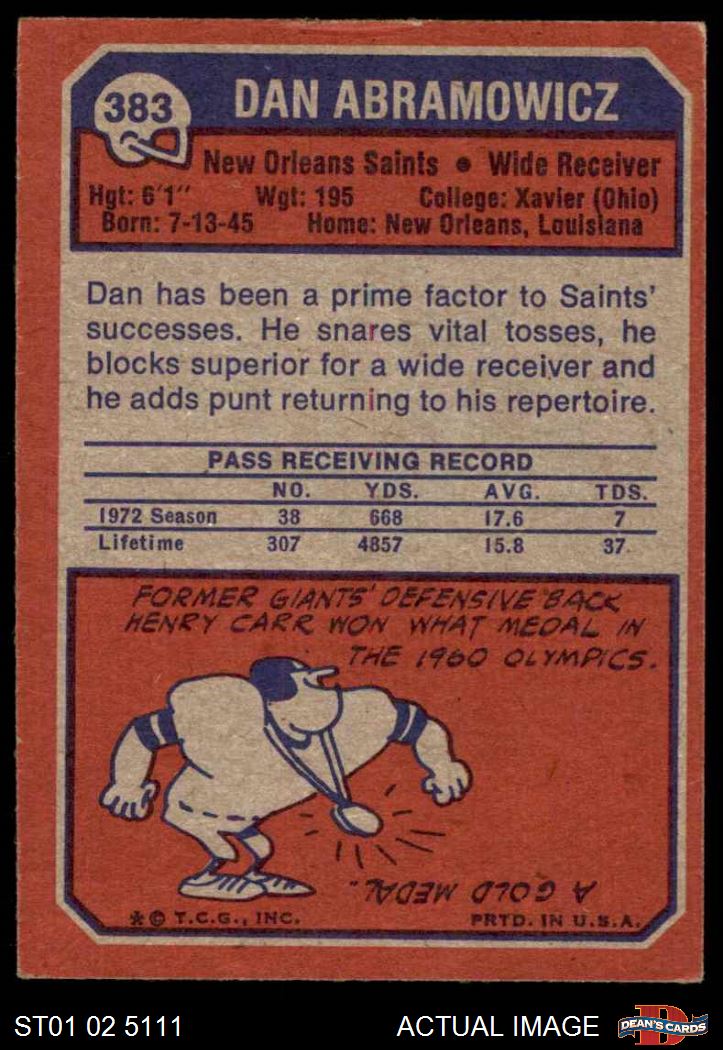 383
DAN ABRAMOWICZ
New Orleans Saints • Wide Receiver
Hgt: 6'1" Wgt: 195 College: Xavier (Ohio)
Born: 7-13-45 Home: New Orleans, Louisiana
Dan has been a prime factor to Saints'
successes. He snares vital tosses, he
blocks superior for a wide receiver and
he adds punt returning to his repertoire.
PASS RECEIVING RECORD
NO. YDS. AVG. TDS.
1972 Season 38 668 17.6 7
Lifetime 307 4857 15.8 37
FORMER GIANTS' DEFENSIVE BACK
HENRY CARR WON WHAT MEDAL IN
THE 1960 OLYMPICS.
A GOLD MEDAL.
* © T.C.G., INC. PRTD. IN U.S.A.
ST01 02 5111 ACTUAL IMAGE
D
DEAN'S CARDS